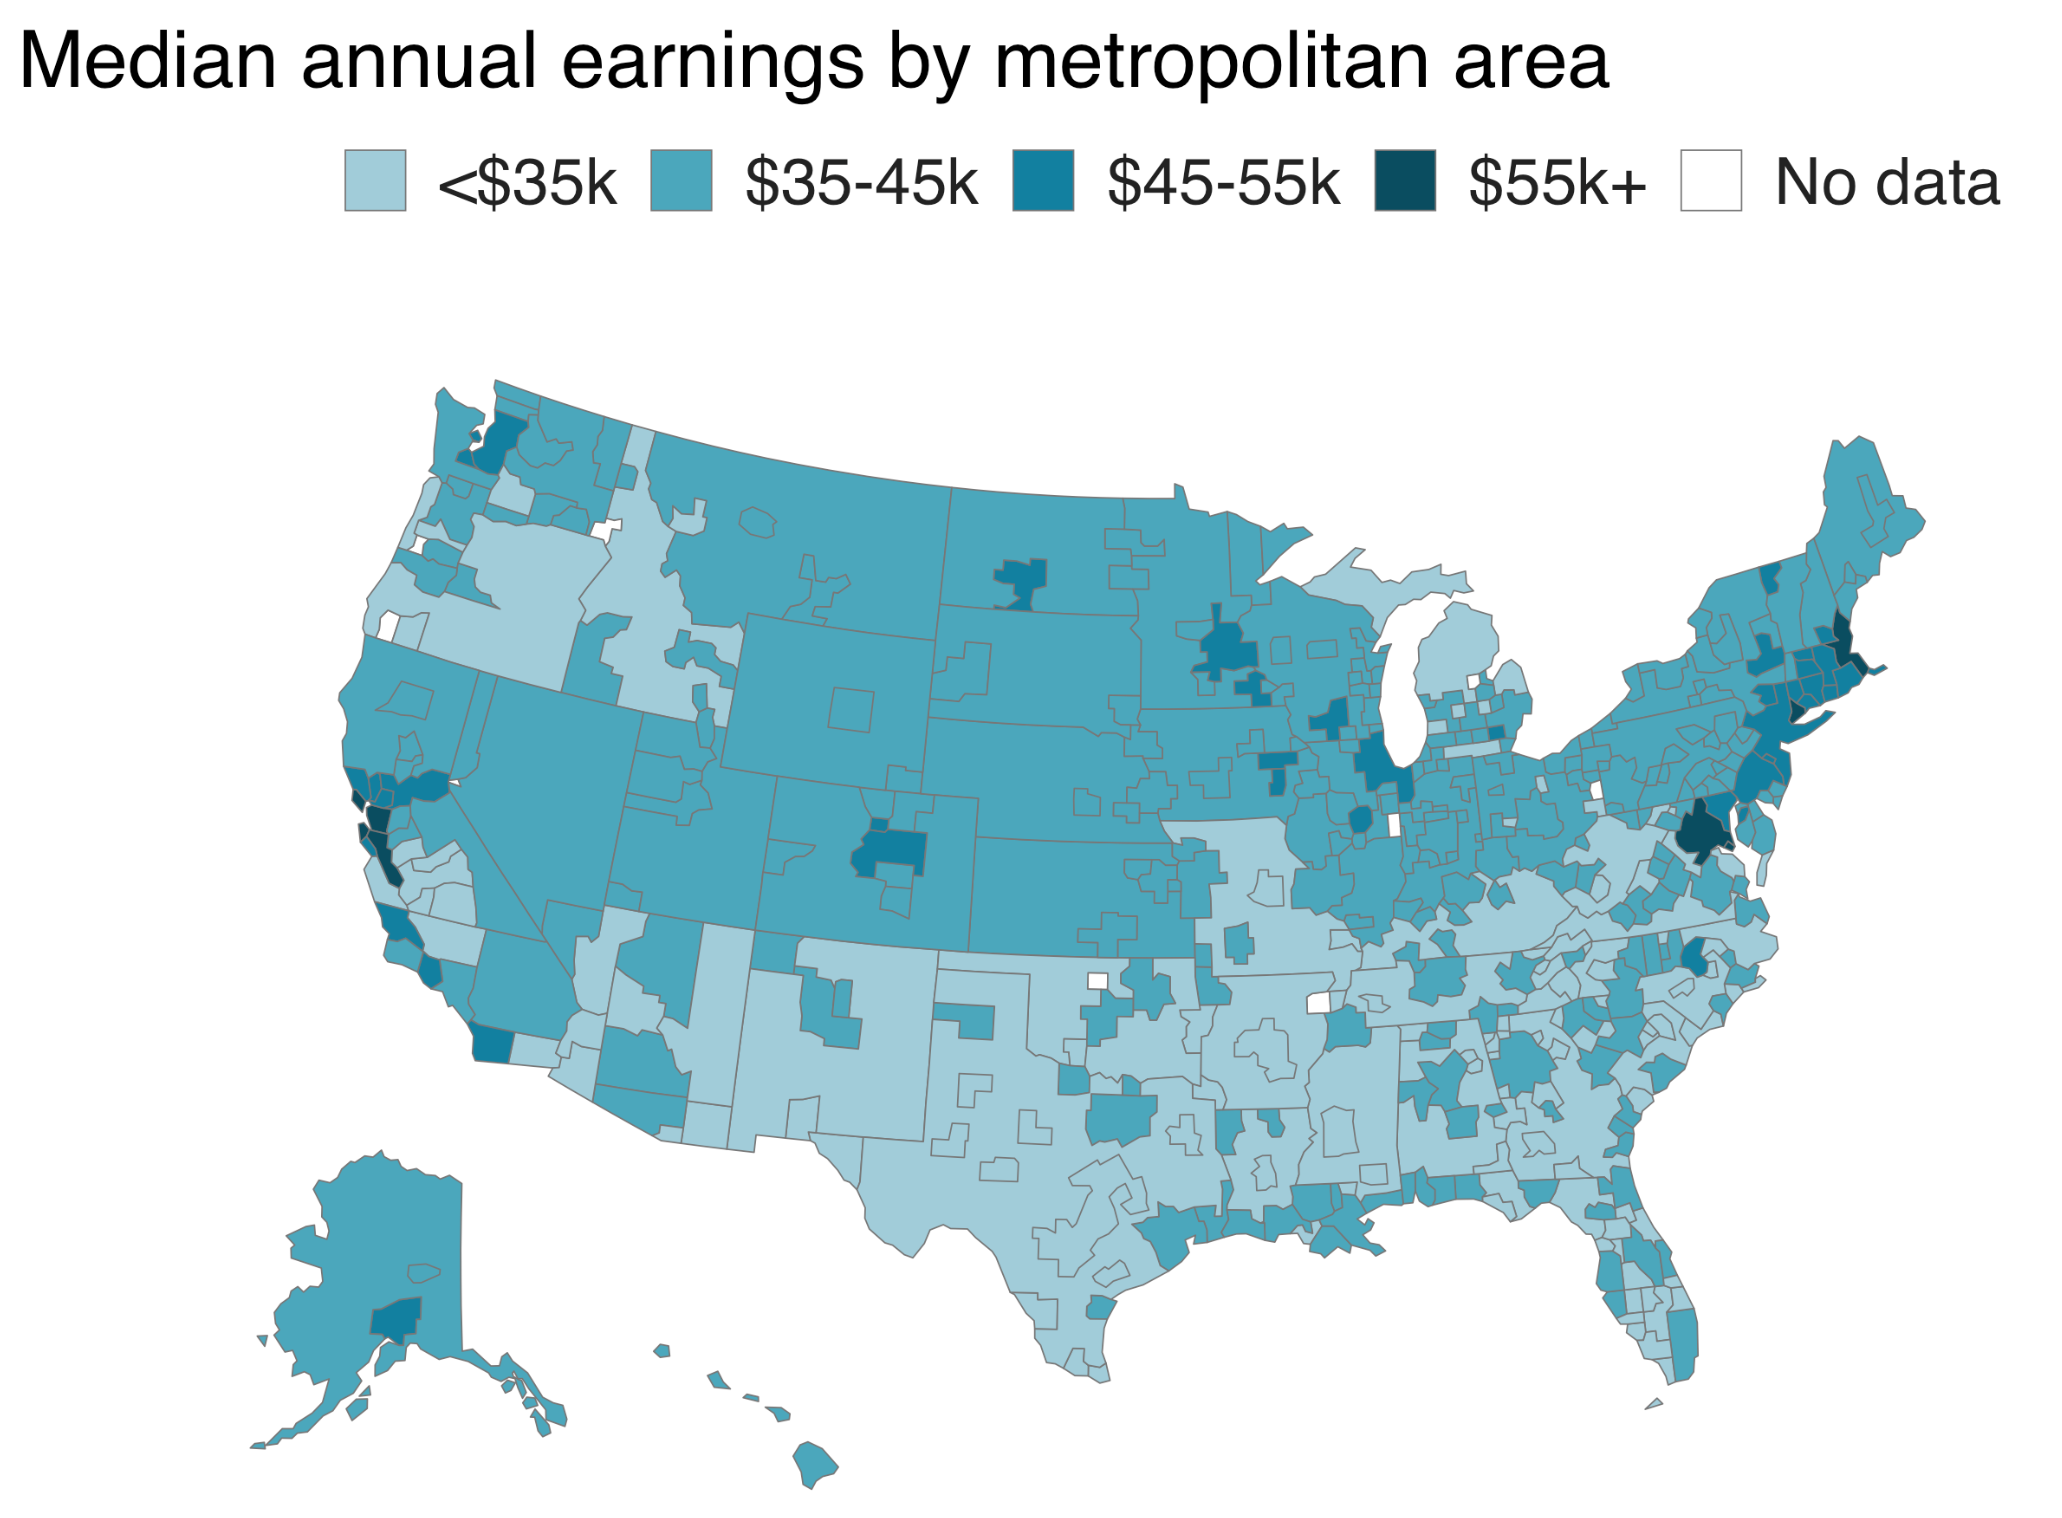 Median annual earnings by metropolitan area
<$35k $35-45k $45-55k $55k+ No data